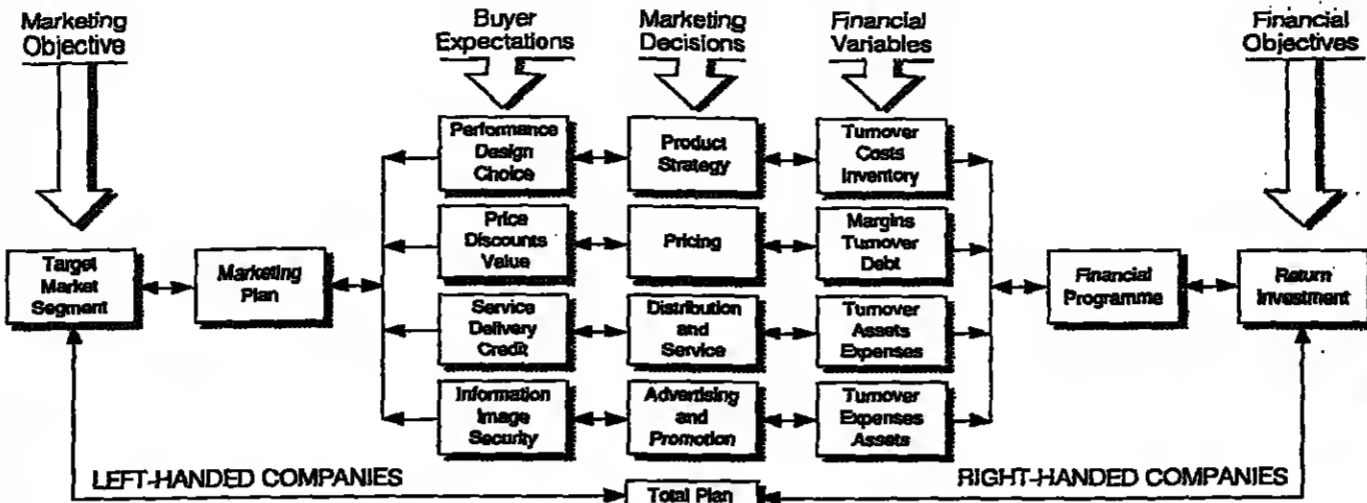 Marketing
Objective
Buyer
Expectations
Marketing
Decisions
Financial
Variables
Financial
Objectives
Performance
Design
Choice
Product
Strategy
Turnover
Costs
Inventory
Price
Discounts
Value
Pricing
Margins
Turnover
Debt
Target
Market
Segment
Marketing
Plan
Financial
Programme
Return
Investment
Service
Delivery
Credit
Distribution
and
Service
Turnover
Assets
Expenses
Information
Image
Security
Advertising
and
Promotion
Turnover
Expenses
Assets
LEFT-HANDED COMPANIES
RIGHT-HANDED COMPANIES
Total Plan